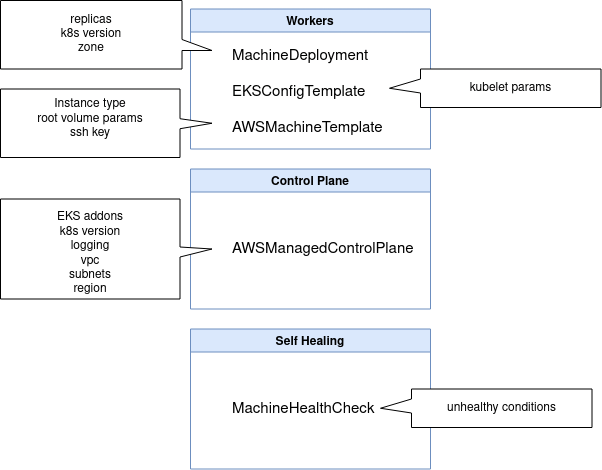 replicas
k8s version
zone
Workers
MachineDeployment
EKSConfigTemplate
kubelet params
Instance type
root volume params
ssh key
AWSMachineTemplate
Control Plane
EKS addons
k8s version
logging
vpc
subnets
region
AWSManagedControlPlane
Self Healing
MachineHealthCheck
unhealthy conditions